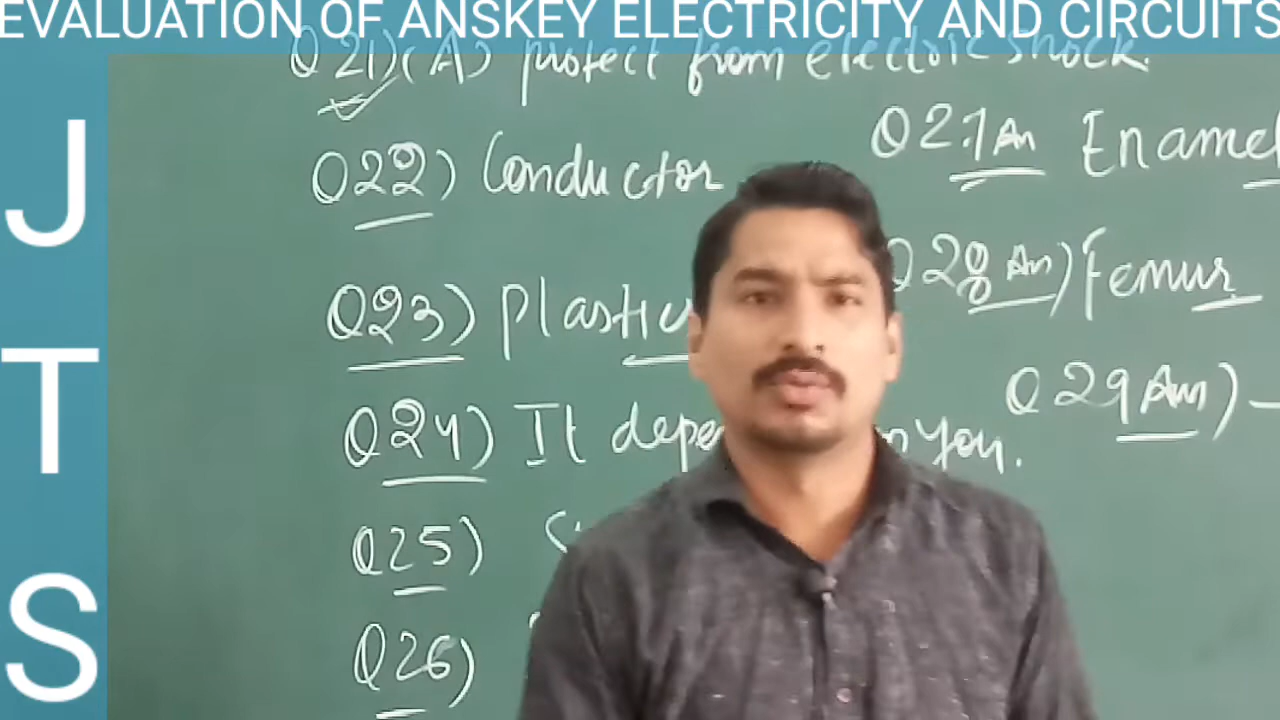 EVALUATION OF ANSKEY ELECTRICITY AND CIRCUITS
J
T
S
Q21) (A) protect from electric shock.
Q22) Conductor
Q23) Plastic
Q24) It you.
Q25)
Q26)
Q27 An Enamel
Q28 An) Femur
Q29 An) –